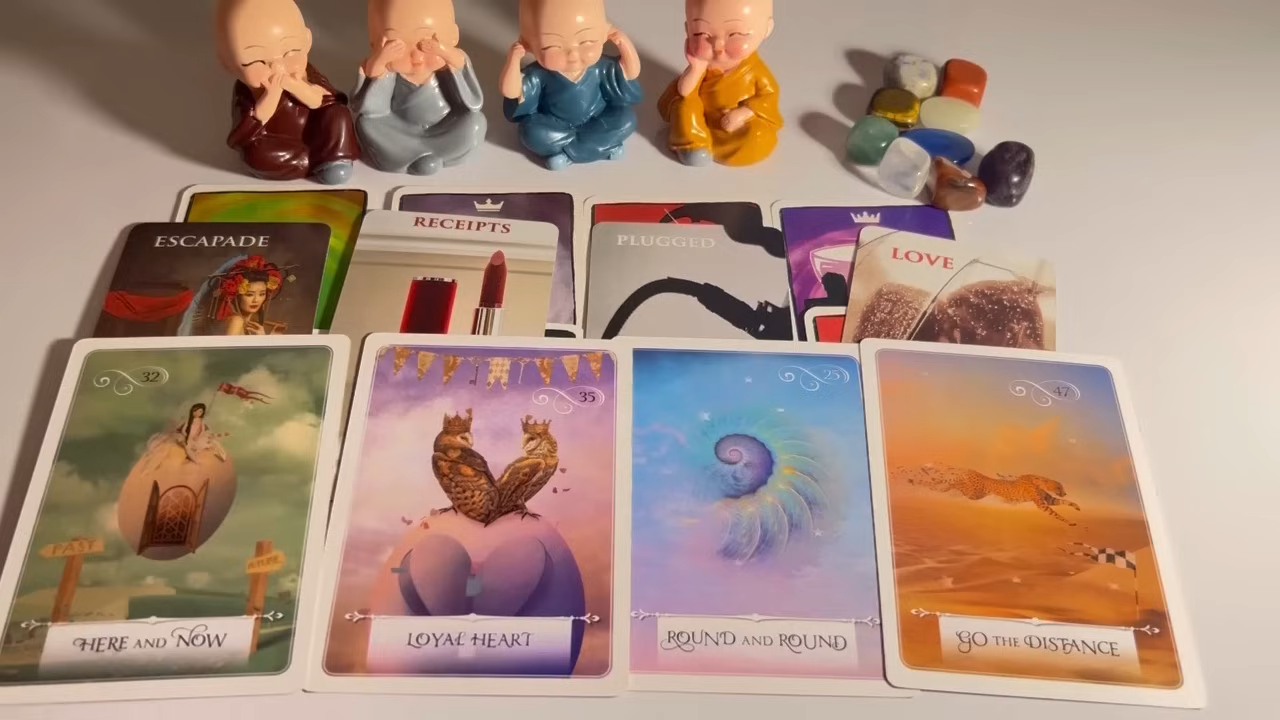 ESCAPADE
RECEIPTS
PLUGGED
LOVE
32
35
25
47
PAST
FUTURE
HERE AND NOW
LOYAL HEART
ROUND AND ROUND
GO THE DISTANCE